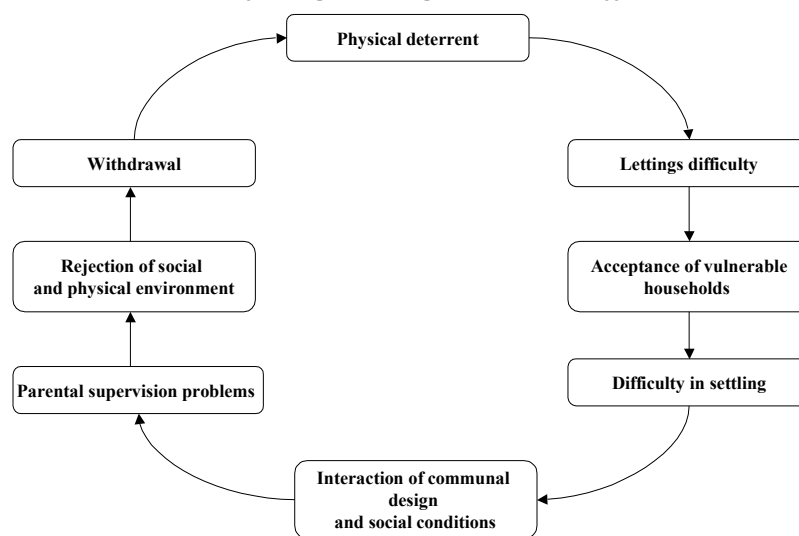 Physical deterrent
Lettings difficulty
Acceptance of vulnerable
households
Difficulty in settling
Interaction of communal
design
and social conditions
Parental supervision problems
Rejection of social
and physical environment
Withdrawal